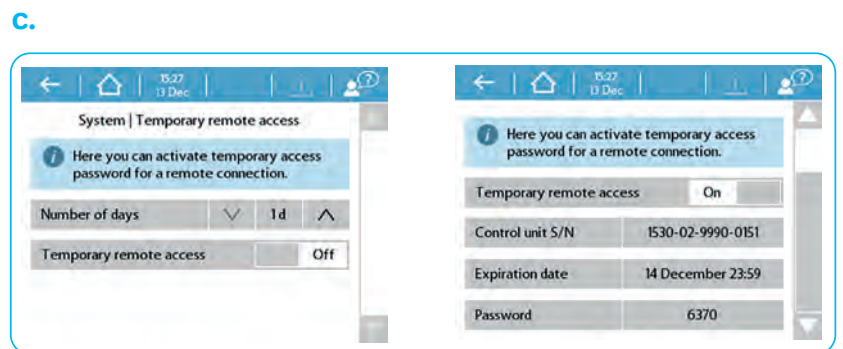 C.
15:27
13 Dec
?
System | Temporary remote access
i Here you can activate temporary access
password for a remote connection.
Number of days 1 d
Temporary remote access Off
15:27
13 Dec
?
i Here you can activate temporary access
password for a remote connection.
Temporary remote access On
Control unit S/N 1530-02-9990-0151
Expiration date 14 December 23:59
Password 6370